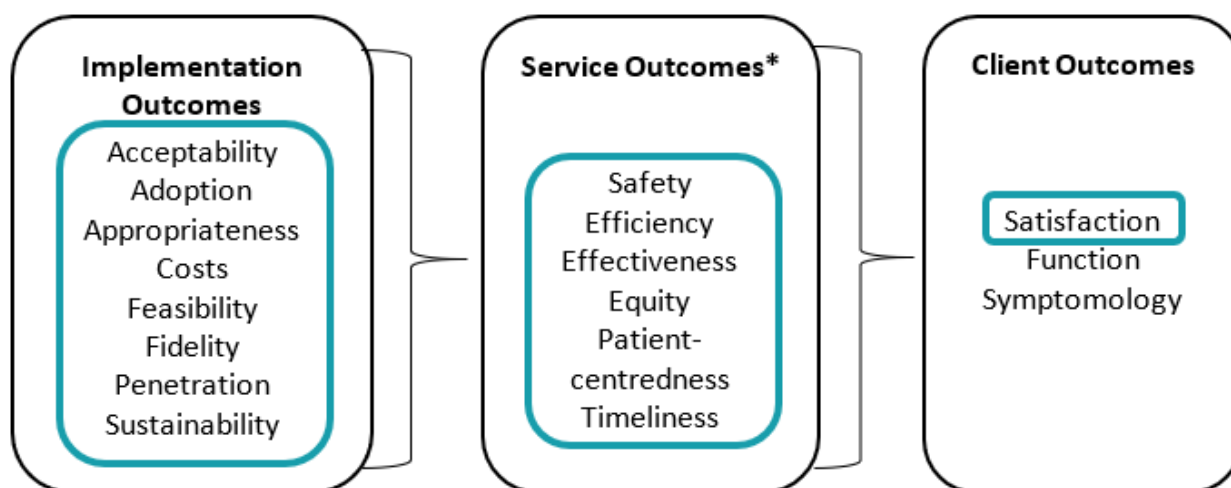 Implementation
Outcomes
Acceptability
Adoption
Appropriateness
Costs
Feasibility
Fidelity
Penetration
Sustainability
Service Outcomes*
Safety
Efficiency
Effectiveness
Equity
Patient-
centredness
Timeliness
Client Outcomes
Satisfaction
Function
Symptomology